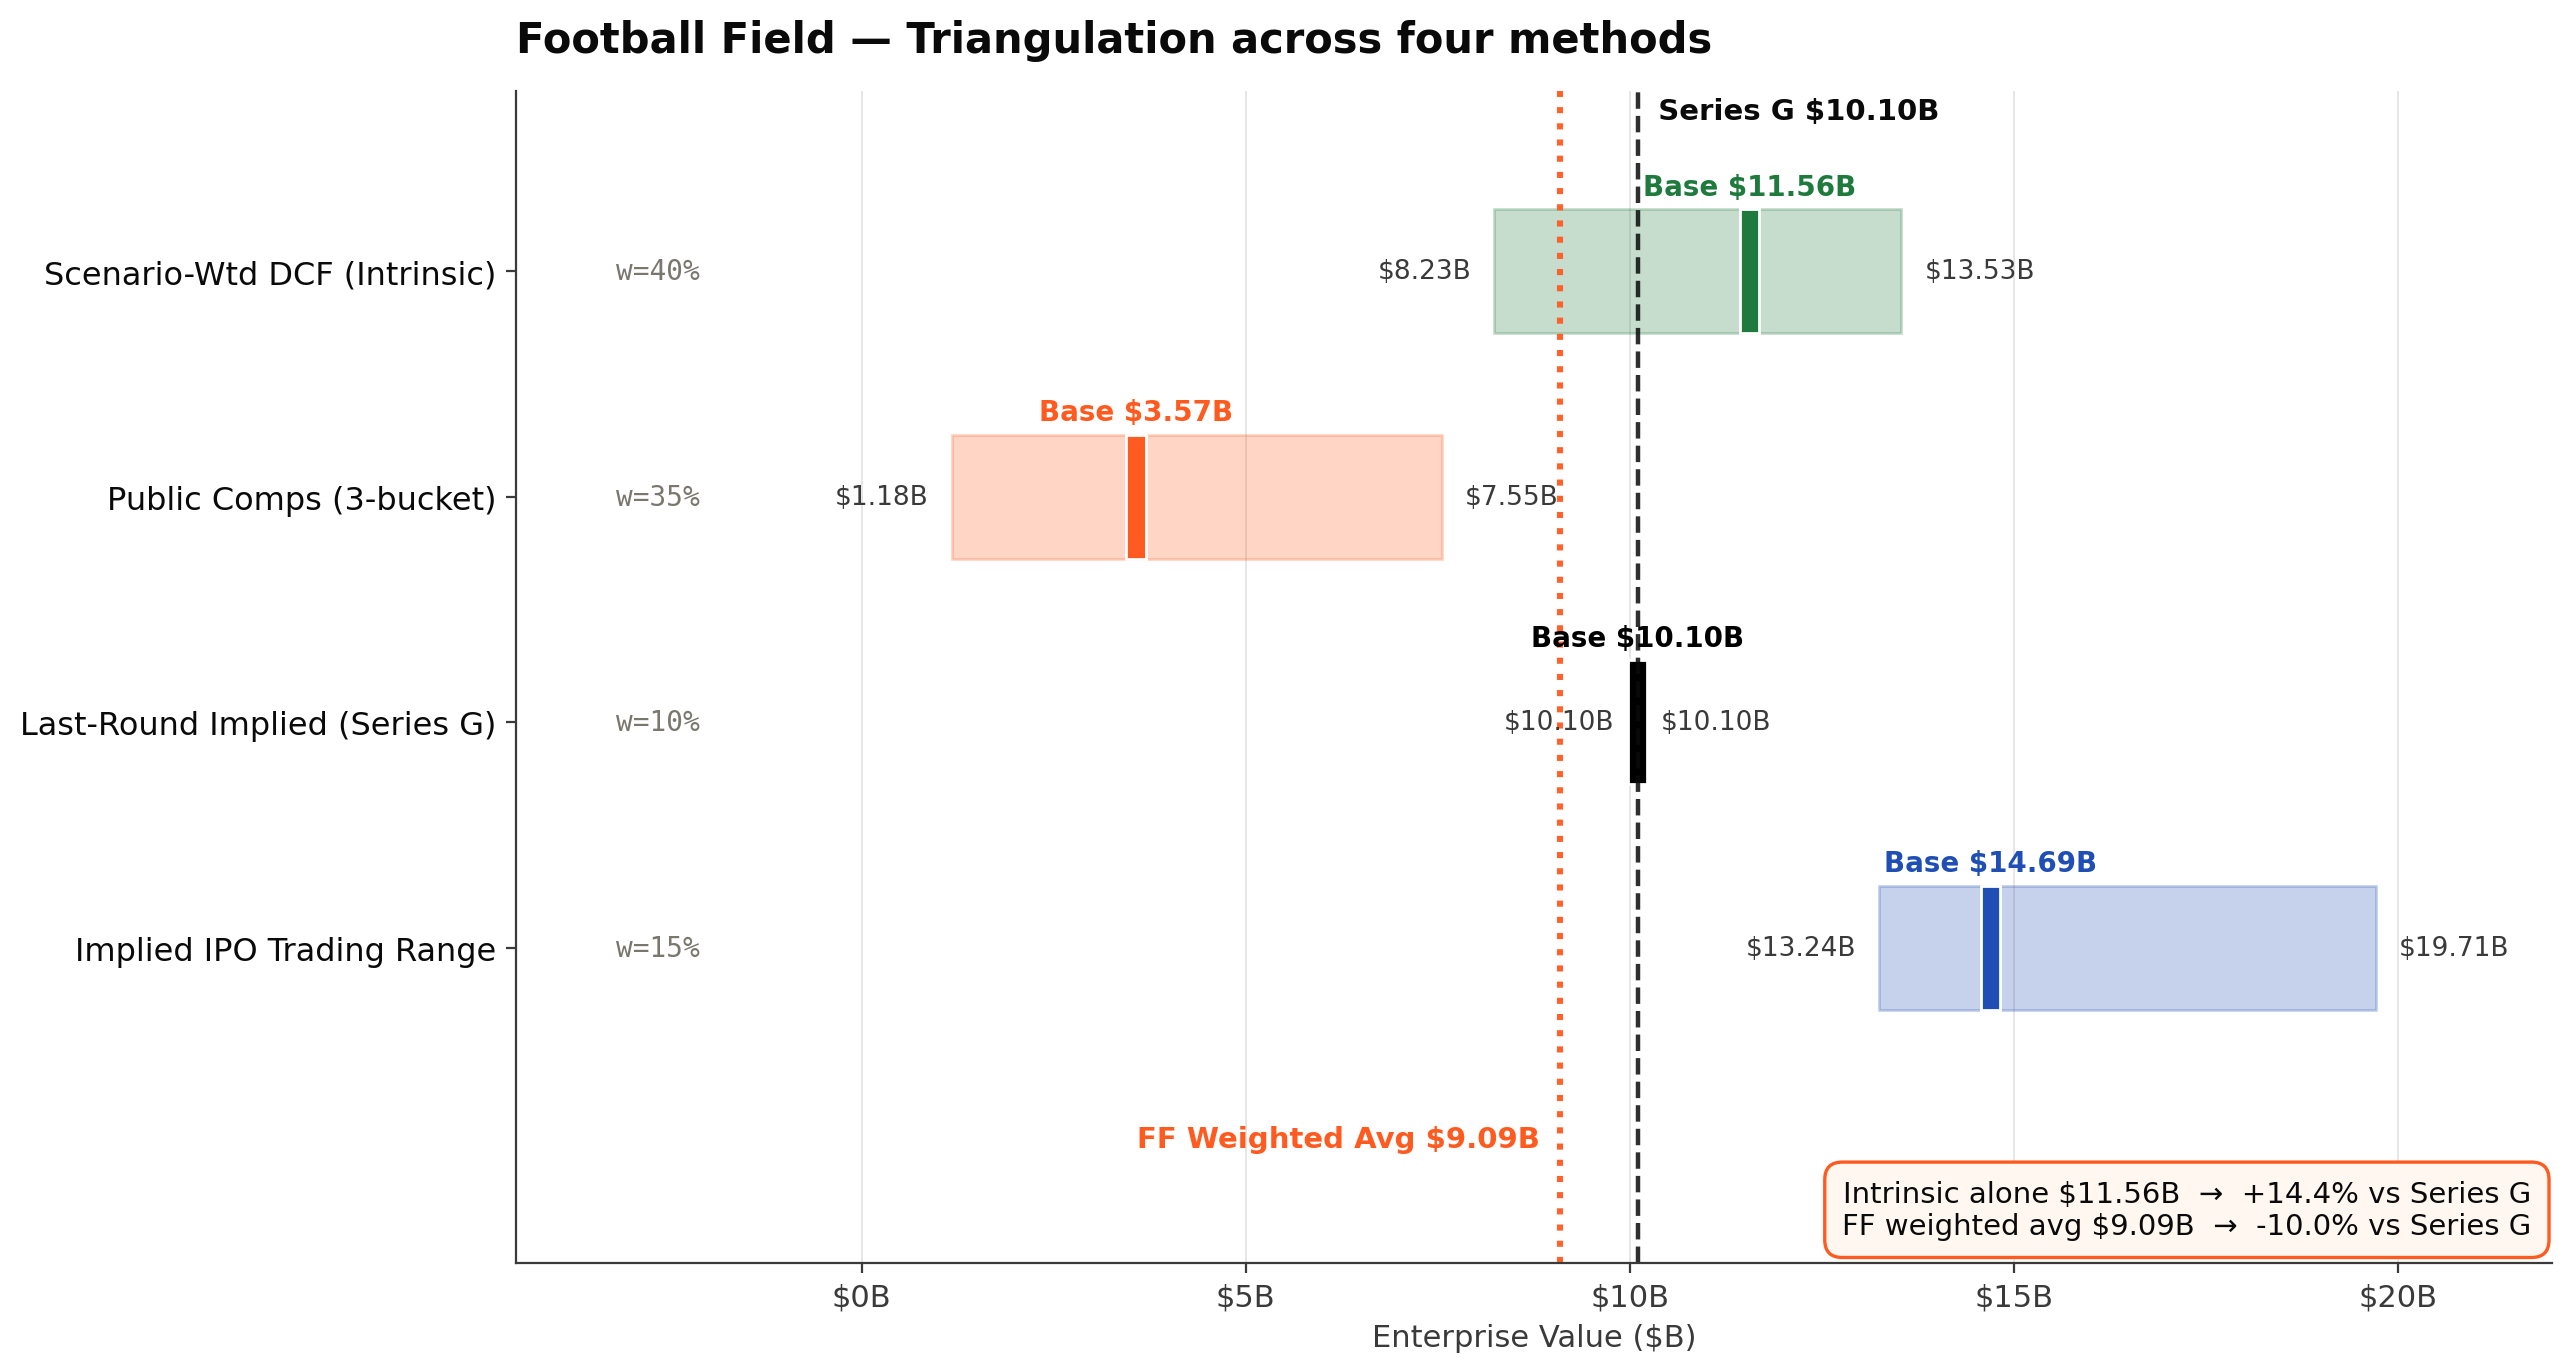 Football Field — Triangulation across four methods
Series G $10.10B
Base $11.56B
Scenario-Wtd DCF (Intrinsic)
w=40%
$8.23B
$13.53B
Base $3.57B
Public Comps (3-bucket)
w=35%
$1.18B
$7.55B
Base $10.10B
Last-Round Implied (Series G)
w=10%
$10.10B
$10.10B
Base $14.69B
Implied IPO Trading Range
w=15%
$13.24B
$19.71B
FF Weighted Avg $9.09B
Intrinsic alone $11.56B → +14.4% vs Series G
FF weighted avg $9.09B → -10.0% vs Series G
$0B
$5B
$10B
$15B
$20B
Enterprise Value ($B)